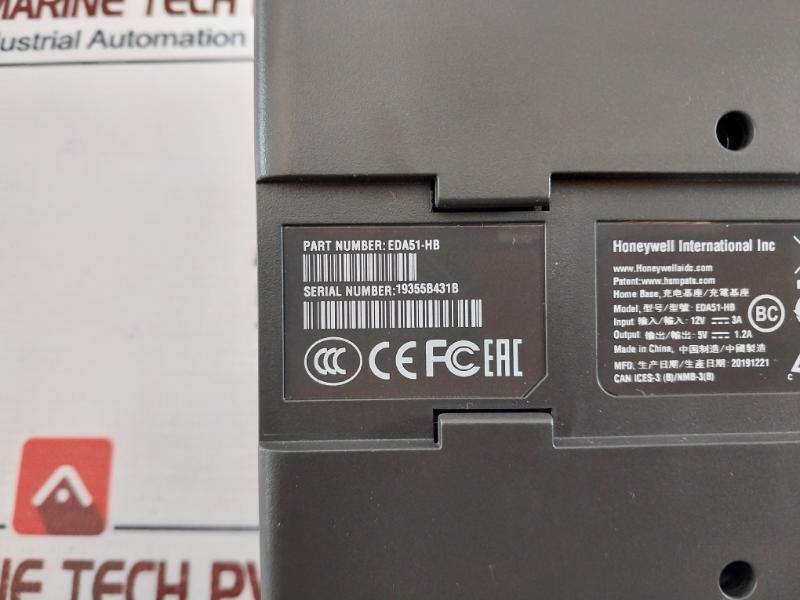 MARINE TECH P
ustrial Automation
PART NUMBER: EDA51-HB
SERIAL NUMBER:19355B431B
CCC CE FC EAC
Honeywell International Inc
www.Honeywellaidc.com
Patent:www.hsmpats.com
Home Base, 充电基座/充電基座
Model, 型号/型號: EDA51-HB
Input 输入/輸入: 12V ⎓ 3A
Output 输出/輸出: 5V ⎓ 1.2A
Made in China, 中国制造/中國製造
MFD, 生产日期/生產日期: 20191221
CAN ICES-3 (B)/NMB-3(B)
BC
C
NE TECH PV